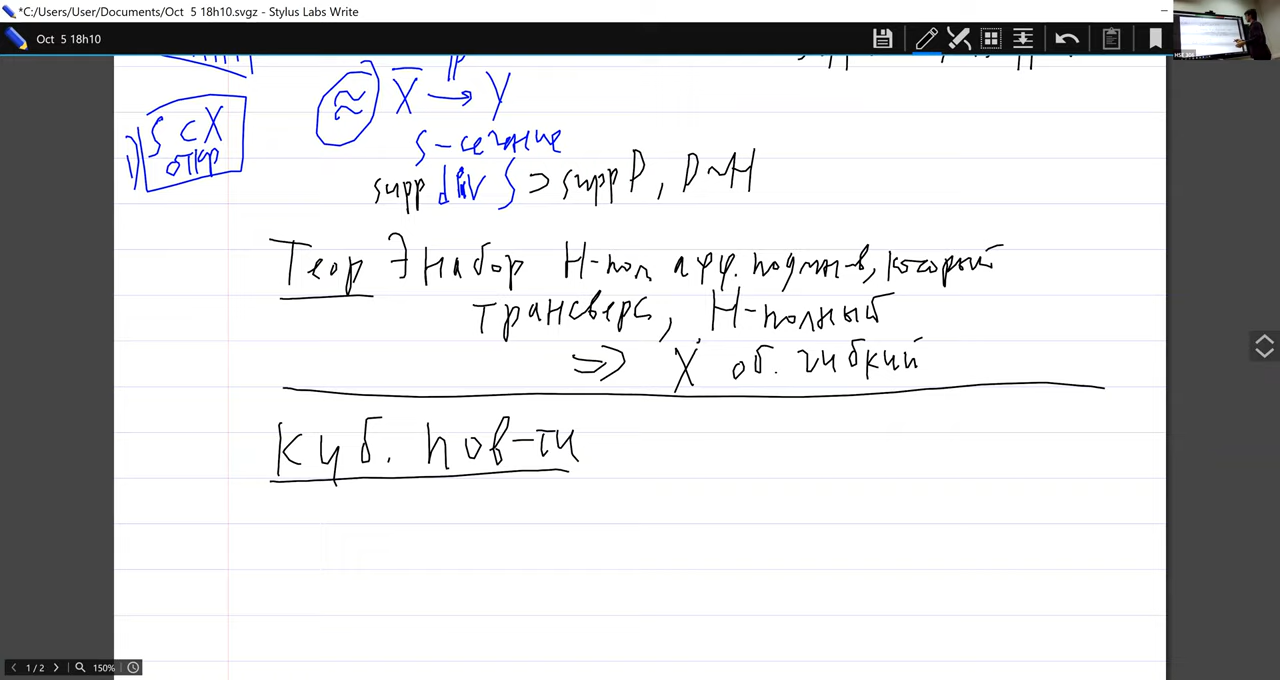 *C:/Users/User/Documents/Oct 5 18h10.svgz - Stylus Labs Write
Oct 5 18h10
X → Y
S ⊂ X
откр
S - сечение
supp div S ⊃ supp D, D~H
Теор ∃ набор H-пол афф. подмн-в, который
трансверс, H-полный
⇒ X об. гибкий
Куб. пов-ти
1 / 2
150%